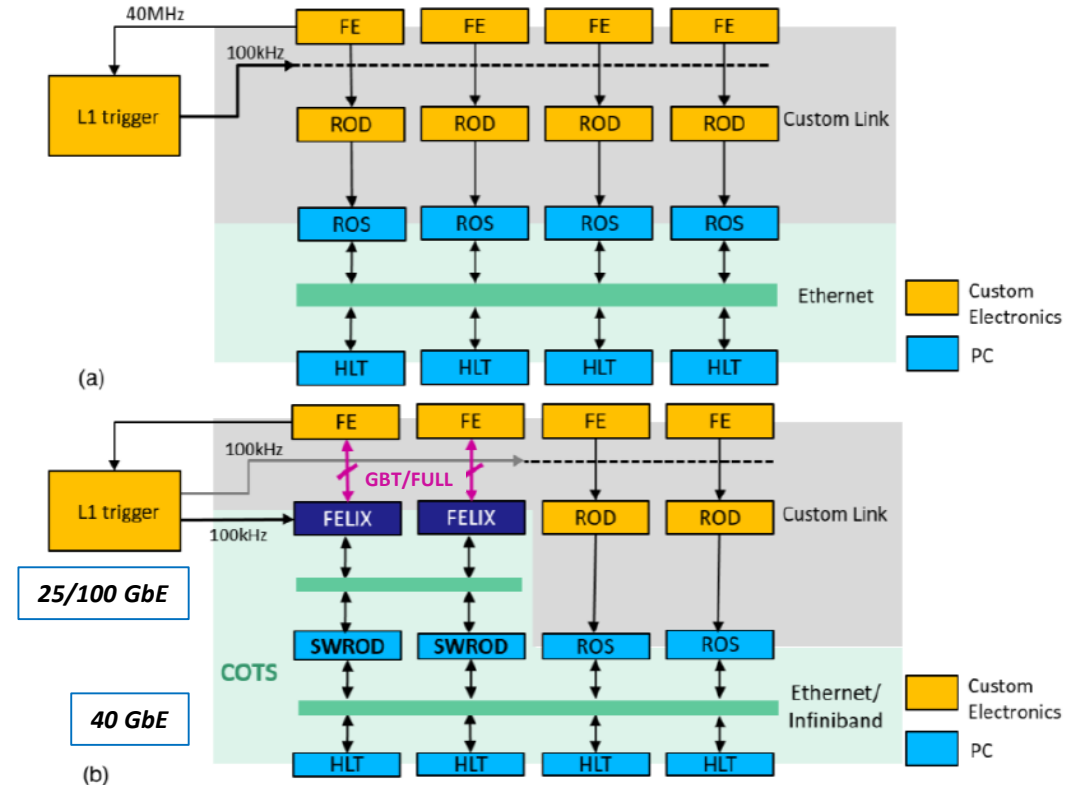 40MHz
FE FE FE FE
100kHz
L1 trigger
ROD ROD ROD ROD
Custom Link
ROS ROS ROS ROS
Ethernet
Custom
Electronics
PC
HLT HLT HLT HLT
(a)
FE FE FE FE
100kHz
GBT/FULL
L1 trigger
FELIX FELIX ROD ROD
Custom Link
100kHz
25/100 GbE
SWROD SWROD ROS ROS
COTS
Ethernet/
Infiniband
Custom
Electronics
40 GbE
PC
HLT HLT HLT HLT
(b)